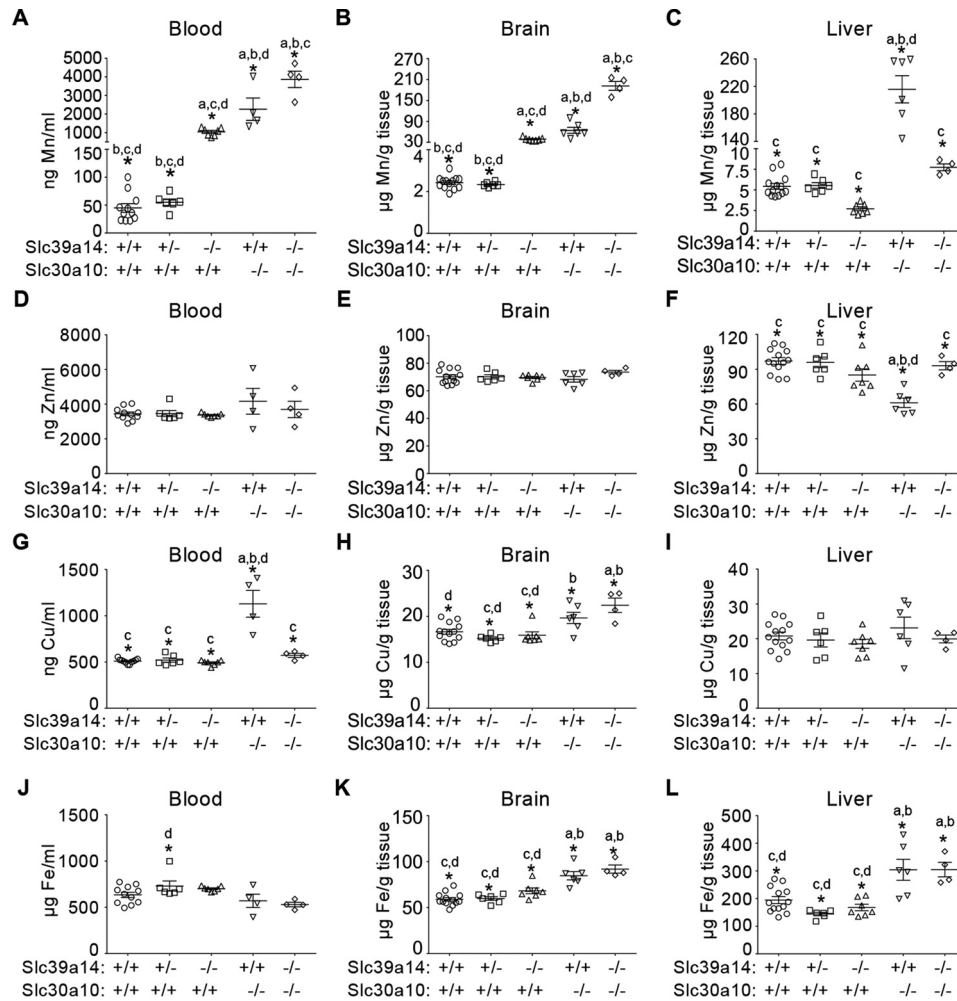 A Blood
ng Mn/ml
5000
4000
3000
2000
1000
100
50
0
b,c,d b,c,d a,c,d a,b,d a,b,c
* * * * *
Slc39a14: +/+ +/- -/- +/+ -/-
Slc30a10: +/+ +/+ +/+ -/- -/-
B Brain
µg Mn/g tissue
270
210
150
90
30
4
2
0
b,c,d b,c,d a,c,d a,b,d a,b,c
* * * * *
+/+ +/- -/- +/+ -/-
+/+ +/+ +/+ -/- -/-
C Liver
µg Mn/g tissue
260
220
180
140
10
7.5
5
2.5
0
c c c a,b,d c
* * * * *
+/+ +/- -/- +/+ -/-
Slc30a10: +/+ +/+ +/+ -/- -/-
D Blood
ng Zn/ml
8000
6000
4000
2000
0
Slc39a14: +/+ +/- -/- +/+ -/-
Slc30a10: +/+ +/+ +/+ -/- -/-
E Brain
µg Zn/g tissue
100
80
60
40
20
0
Slc39a14: +/+ +/- -/- +/+ -/-
Slc30a10: +/+ +/+ +/+ -/- -/-
F Liver
µg Zn/g tissue
120
90
60
30
0
c c c a,b,d c
* * * * *
Slc39a14: +/+ +/- -/- +/+ -/-
Slc30a10: +/+ +/+ +/+ -/- -/-
G Blood
ng Cu/ml
1500
1000
500
0
c c c a,b,d c
* * * * *
Slc39a14: +/+ +/- -/- +/+ -/-
Slc30a10: +/+ +/+ +/+ -/- -/-
H Brain
µg Cu/g tissue
30
20
10
0
d c,d c,d b a,b
* * * * *
Slc39a14: +/+ +/- -/- +/+ -/-
Slc30a10: +/+ +/+ +/+ -/- -/-
I Liver
µg Cu/g tissue
40
30
20
10
0
Slc39a14: +/+ +/- -/- +/+ -/-
Slc30a10: +/+ +/+ +/+ -/- -/-
J Blood
µg Fe/ml
1500
1000
500
0
d
*
Slc39a14: +/+ +/- -/- +/+ -/-
Slc30a10: +/+ +/+ +/+ -/- -/-
K Brain
µg Fe/g tissue
150
100
50
0
c,d c,d c,d a,b a,b
* * * * *
Slc39a14: +/+ +/- -/- +/+ -/-
Slc30a10: +/+ +/+ +/+ -/- -/-
L Liver
µg Fe/g tissue
500
400
300
200
100
0
c,d c,d c,d a,b a,b
* * * * *
Slc39a14: +/+ +/- -/- +/+ -/-
Slc30a10: +/+ +/+ +/+ -/- -/-